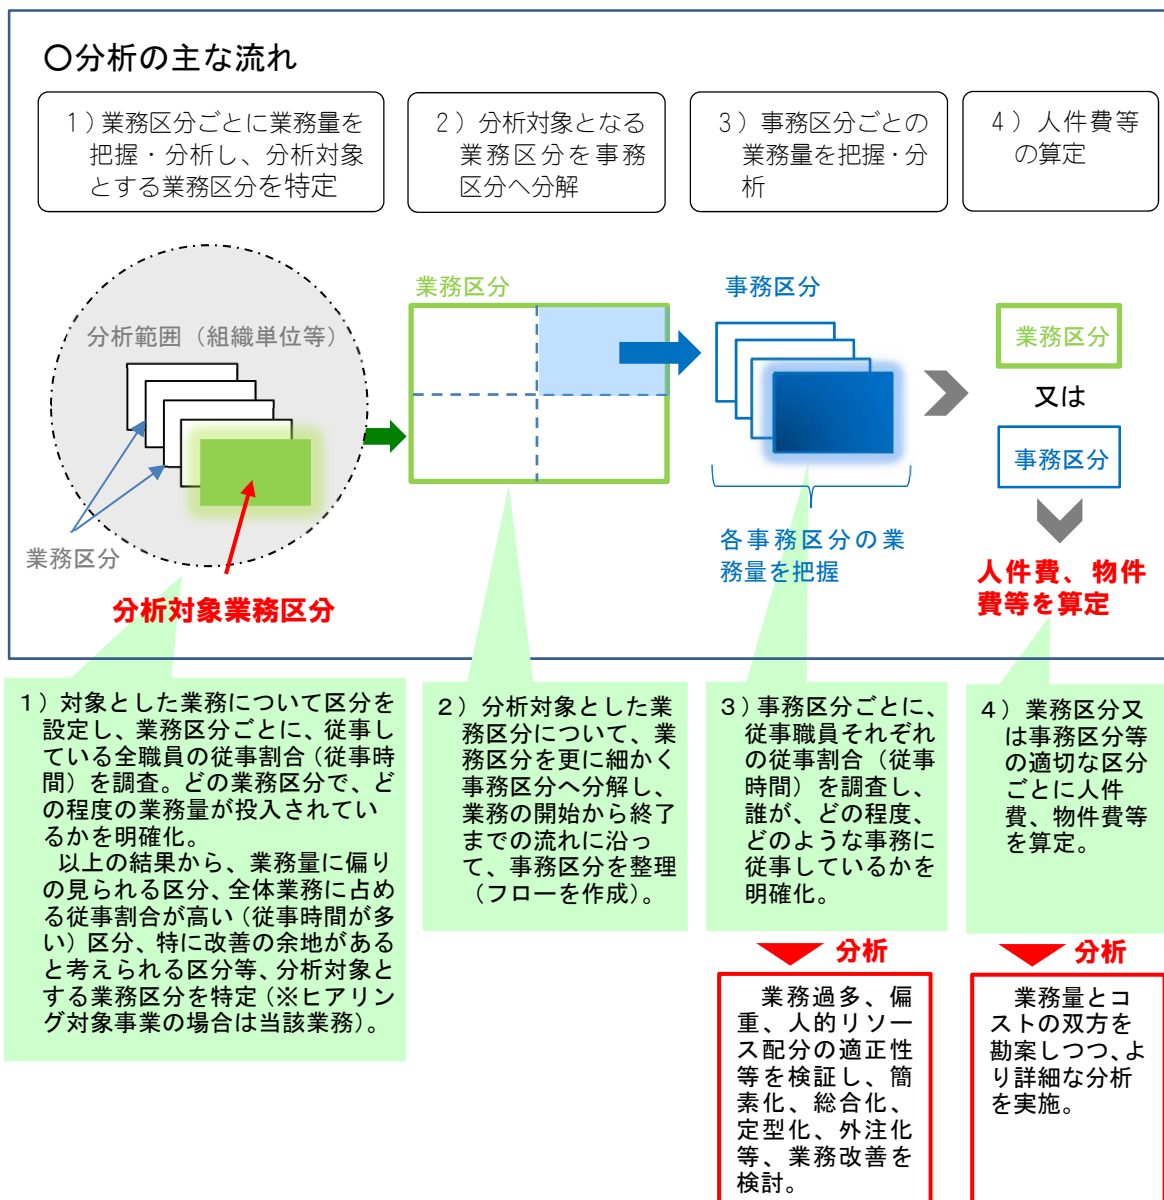 〇分析の主な流れ
1）業務区分ごとに業務量を
把握・分析し、分析対象
とする業務区分を特定
2）分析対象となる
業務区分を事務
区分へ分解
3）事務区分ごとの
業務量を把握・分
析
4）人件費等
の算定
分析範囲（組織単位等）
業務区分
分析対象業務区分
業務区分
事務区分
各事務区分の業
務量を把握
業務区分
又は
事務区分
人件費、物件
費等を算定
1）対象とした業務について区分を
設定し、業務区分ごとに、従事し
ている全職員の従事割合（従事時
間）を調査。どの業務区分で、ど
の程度の業務量が投入されてい
るかを明確化。
以上の結果から、業務量に偏り
の見られる区分、全体業務に占め
る従事割合が高い（従事時間が多
い）区分、特に改善の余地がある
と考えられる区分等、分析対象と
する業務区分を特定（※ヒアリン
グ対象事業の場合は当該業務）。
2）分析対象とした業
務区分について、業
務区分を更に細かく
事務区分へ分解し、
業務の開始から終了
までの流れに沿っ
て、事務区分を整理
（フローを作成）。
3）事務区分ごとに、
従事職員それぞれ
の従事割合（従事
時間）を調査し、
誰が、どの程度、
どのような事務に
従事しているかを
明確化。
4）業務区分又
は事務区分等
の適切な区分
ごとに人件
費、物件費等
を算定。
分析
業務過多、偏
重、人的リソー
ス配分の適正性
等を検証し、簡
素化、総合化、
定型化、外注化
等、業務改善を
検討。
分析
業務量とコ
ストの双方を
勘案しつつ、よ
り詳細な分析
を実施。